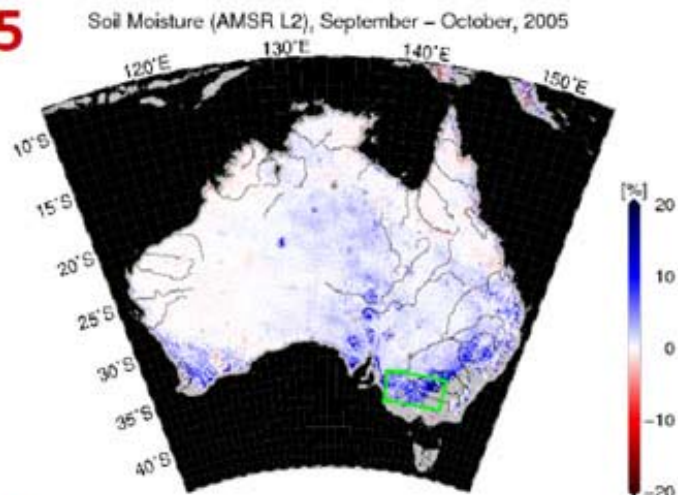 5
Soil Moisture (AMSR L2), September – October, 2005
120°E
130°E
140°E
150°E
10°S
15°S
20°S
25°S
30°S
35°S
40°S
[%]
20
10
0
−10
−20